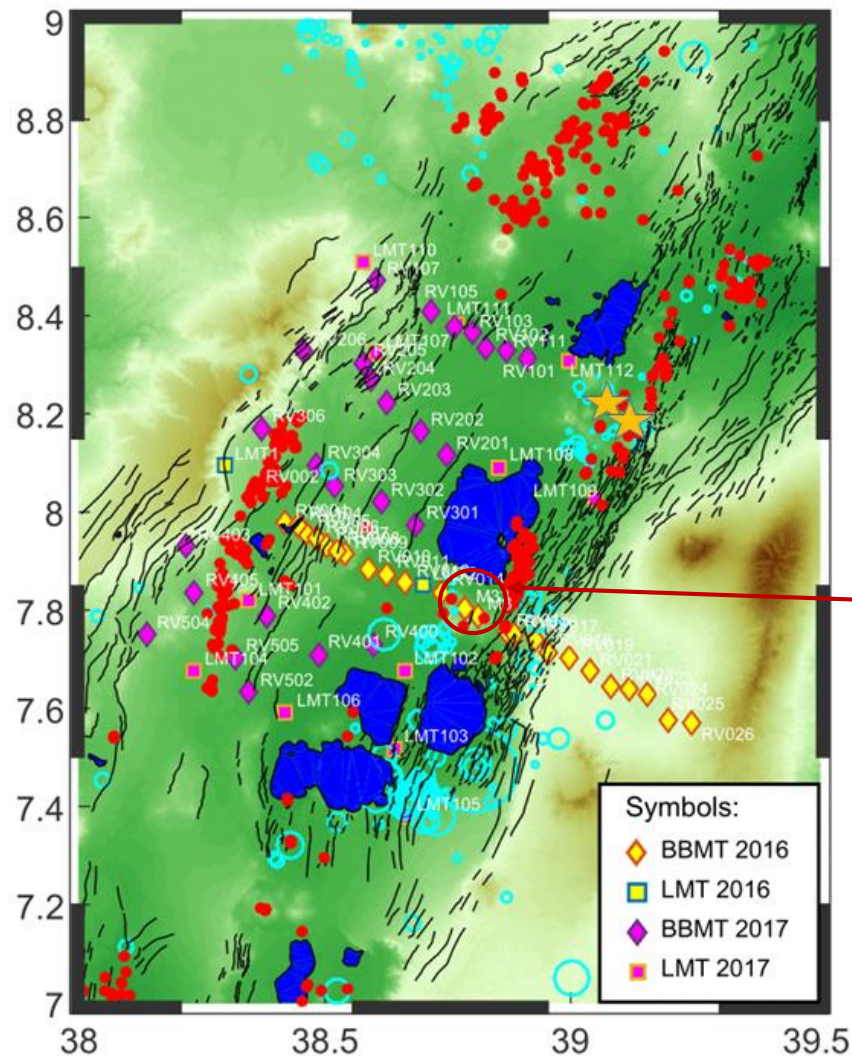 9
8.8
8.6
8.4
8.2
8
7.8
7.6
7.4
7.2
7
38
38.5
39
39.5
LMT110
RV107
RV105
LMT111
RV103
RV102
RV111
RV101
LMT112
RV206
LMT107
RV205
RV204
RV203
RV202
RV201
RV306
LMT1
RV002
RV304
RV303
RV302
RV301
LMT108
LMT109
RV403
RV405
LMT101
RV402
RV504
LMT104
RV505
RV502
RV401
RV400
LMT102
LMT106
LMT103
LMT105
M3
RV019
RV021
RV024
RV025
RV026
Symbols:
BBMT 2016
LMT 2016
BBMT 2017
LMT 2017